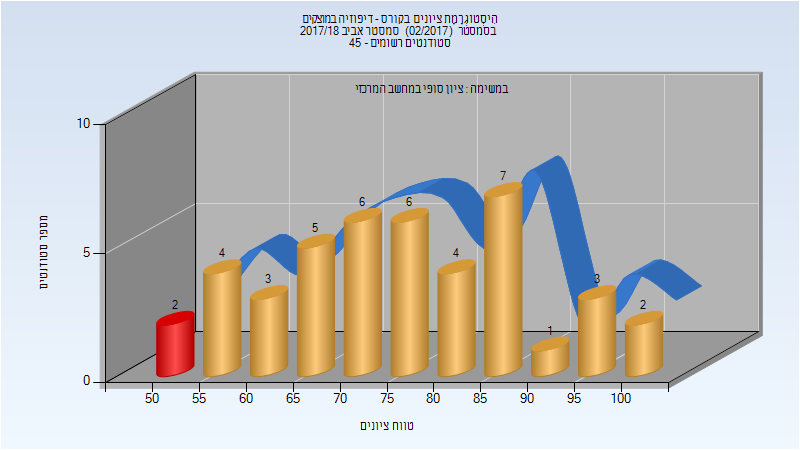 היסטוגרמת ציונים בקורס - דיפוזיה במוצקים
בסמסטר (02/2017) סמסטר אביב 2017/18
סטודנטים רשומים - 45
במשימה : ציון סופי במחשב המרכזי
מספר סטודנטים
10
5
0
2
4
3
5
6
6
4
7
1
3
2
50 55 60 65 70 75 80 85 90 95 100
טווח ציונים